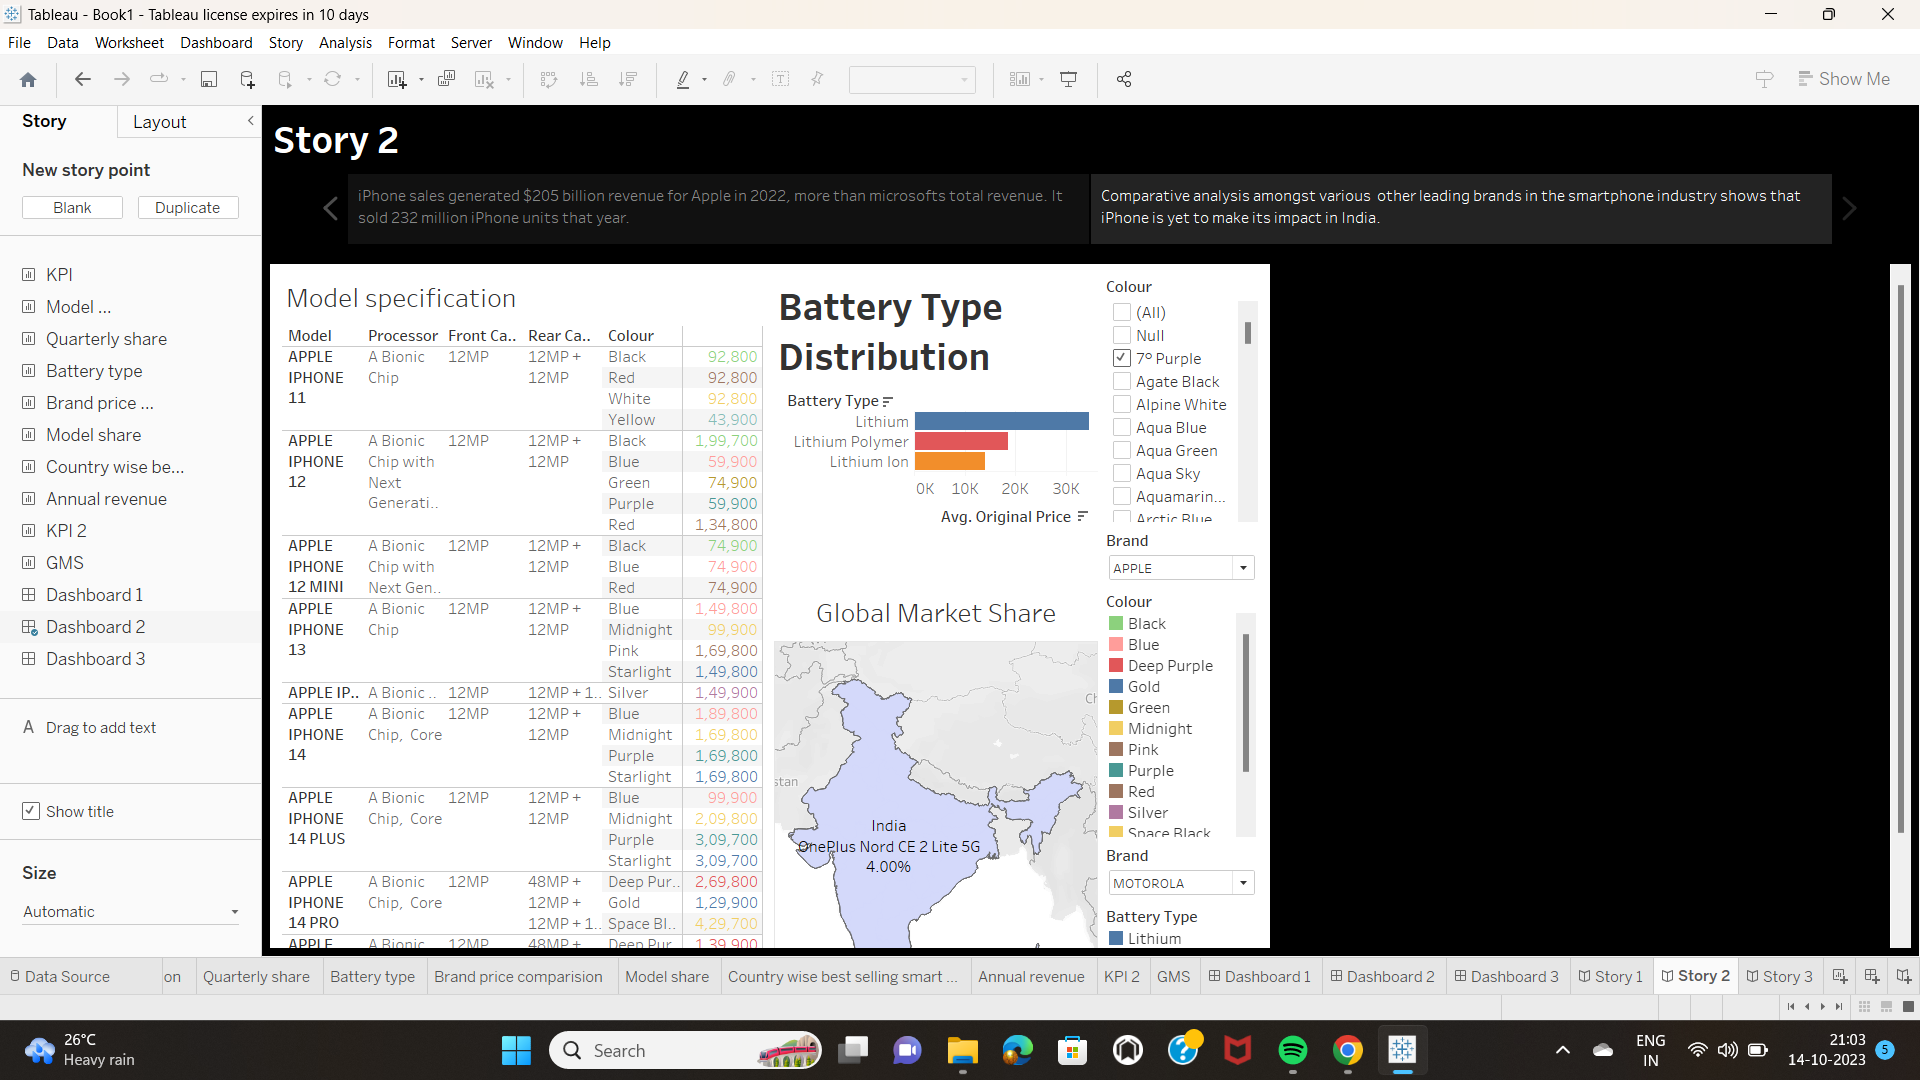 Tableau - Book1 - Tableau license expires in 10 days
File Data Worksheet Dashboard Story Analysis Format Server Window Help
Show Me
Story Layout
New story point
Blank Duplicate
KPI
Model ...
Quarterly share
Battery type
Brand price ...
Model share
Country wise be...
Annual revenue
KPI 2
GMS
Dashboard 1
Dashboard 2
Dashboard 3
A Drag to add text
Show title
Size
Automatic
Story 2
iPhone sales generated $205 billion revenue for Apple in 2022, more than microsofts total revenue. It
sold 232 million iPhone units that year.
Comparative analysis amongst various other leading brands in the smartphone industry shows that
iPhone is yet to make its impact in India.
Model specification
Model Processor Front Ca.. Rear Ca.. Colour
APPLE A Bionic 12MP 12MP + Black 92,800
IPHONE Chip 12MP Red 92,800
11 White 92,800
Yellow 43,900
APPLE A Bionic 12MP 12MP + Black 1,99,700
IPHONE Chip with 12MP Blue 59,900
12 Next Green 74,900
Generati.. Purple 59,900
Red 1,34,800
APPLE A Bionic 12MP 12MP + Black 74,900
IPHONE Chip with 12MP Blue 74,900
12 MINI Next Gen.. Red 74,900
APPLE A Bionic 12MP 12MP + Blue 1,49,800
IPHONE Chip 12MP Midnight 99,900
13 Pink 1,69,800
Starlight 1,49,800
APPLE IP.. A Bionic .. 12MP 12MP + 1.. Silver 1,49,900
APPLE A Bionic 12MP 12MP + Blue 1,89,800
IPHONE Chip, Core 12MP Midnight 1,69,800
14 Purple 1,69,800
Starlight 1,69,800
APPLE A Bionic 12MP 12MP + Blue 99,900
IPHONE Chip, Core 12MP Midnight 2,09,800
14 PLUS Purple 3,09,700
Starlight 3,09,700
APPLE A Bionic 12MP 48MP + Deep Pur.. 2,69,800
IPHONE Chip, Core 12MP + Gold 1,29,900
14 PRO 12MP + 1.. Space Bl.. 4,29,700
APPLE A Bionic 12MP 48MP + Deep Pur 1,39,900
Battery Type
Distribution
Battery Type
Lithium
Lithium Polymer
Lithium Ion
0K 10K 20K 30K
Avg. Original Price
Global Market Share
stan
Ch
India
OnePlus Nord CE 2 Lite 5G
4.00%
Colour
(All)
Null
7º Purple
Agate Black
Alpine White
Aqua Blue
Aqua Green
Aqua Sky
Aquamarin...
Arctic Blue
Brand
APPLE
Colour
Black
Blue
Deep Purple
Gold
Green
Midnight
Pink
Purple
Red
Silver
Space Black
Brand
MOTOROLA
Battery Type
Lithium
Data Source on Quarterly share Battery type Brand price comparision Model share Country wise best selling smart ... Annual revenue KPI 2 GMS Dashboard 1 Dashboard 2 Dashboard 3 Story 1 Story 2 Story 3
26°C
Heavy rain
Search
ENG
IN
21:03
14-10-2023
5